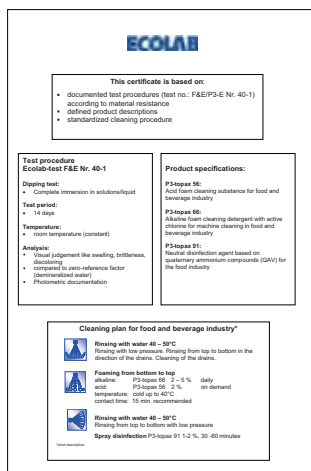 ECOLAB
This certificate is based on:
• documented test procedures (test no.: F&E/P3-E Nr. 40-1)
according to material resistance
• defined product descriptions
• standardized cleaning procedure
Test procedure
Ecolab-test F&E Nr. 40-1
Dipping test:
• Complete immersion in solutions/liquid
Test period:
• 14 days
Temperature:
• room temperature (constant)
Analysis:
• Visual judgement like swelling, brittleness,
discoloring
• compared to zero-reference factor
(demineralized water)
• Photometric documentation
Product specifications:
P3-topax 56:
Acid foam cleaning substance for food and
beverage industry
P3-topax 66:
Alkaline foam cleaning detergent with active
chlorine for machine cleaning in food and
beverage industry
P3-topax 91:
Neutral disinfection agent based on
quaternary ammonium compounds (QAV) for
the food industry
Cleaning plan for food and beverage industry*
Rinsing with water 40 – 50°C
Rinsing with low pressure. Rinsing from top to bottom in the
direction of the drains. Cleaning of the drains.
Foaming from bottom to top
alkaline: P3-topax 66 2 – 5 % daily
acid: P3-topax 56 2 % on demand
temperature: cold up to 40°C
contact time: 15 min. recommended
Rinsing with water 40 – 50°C
Rinsing from top to bottom with low pressure
Spray disinfection P3-topax 91 1-2 %, 30 -60 minutes
*short description